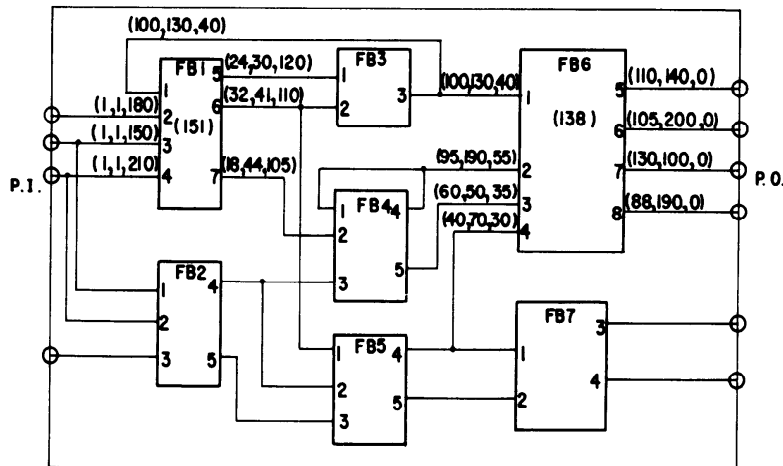 (100,130,40)
FB1 5 (24,30,120) FB3 FB6
1 6 (32,41,110) 1 3 (100,130,40) 1 5 (110,140,0)
(1,1,180) 2 (151) 2 (138)
(1,1,150) 3 6 (105,200,0)
P.I. (1,1,210) 4 7 (18,44,105) (95,190,55) 2 7 (130,100,0) P.O.
1 FB4 4 (60,50,35) 3 8 (88,190,0)
2 (40,70,30) 4
FB2 3 5
1 4 FB7
2 FB5 3
3 5 1 4 1 4
2 5 2
3